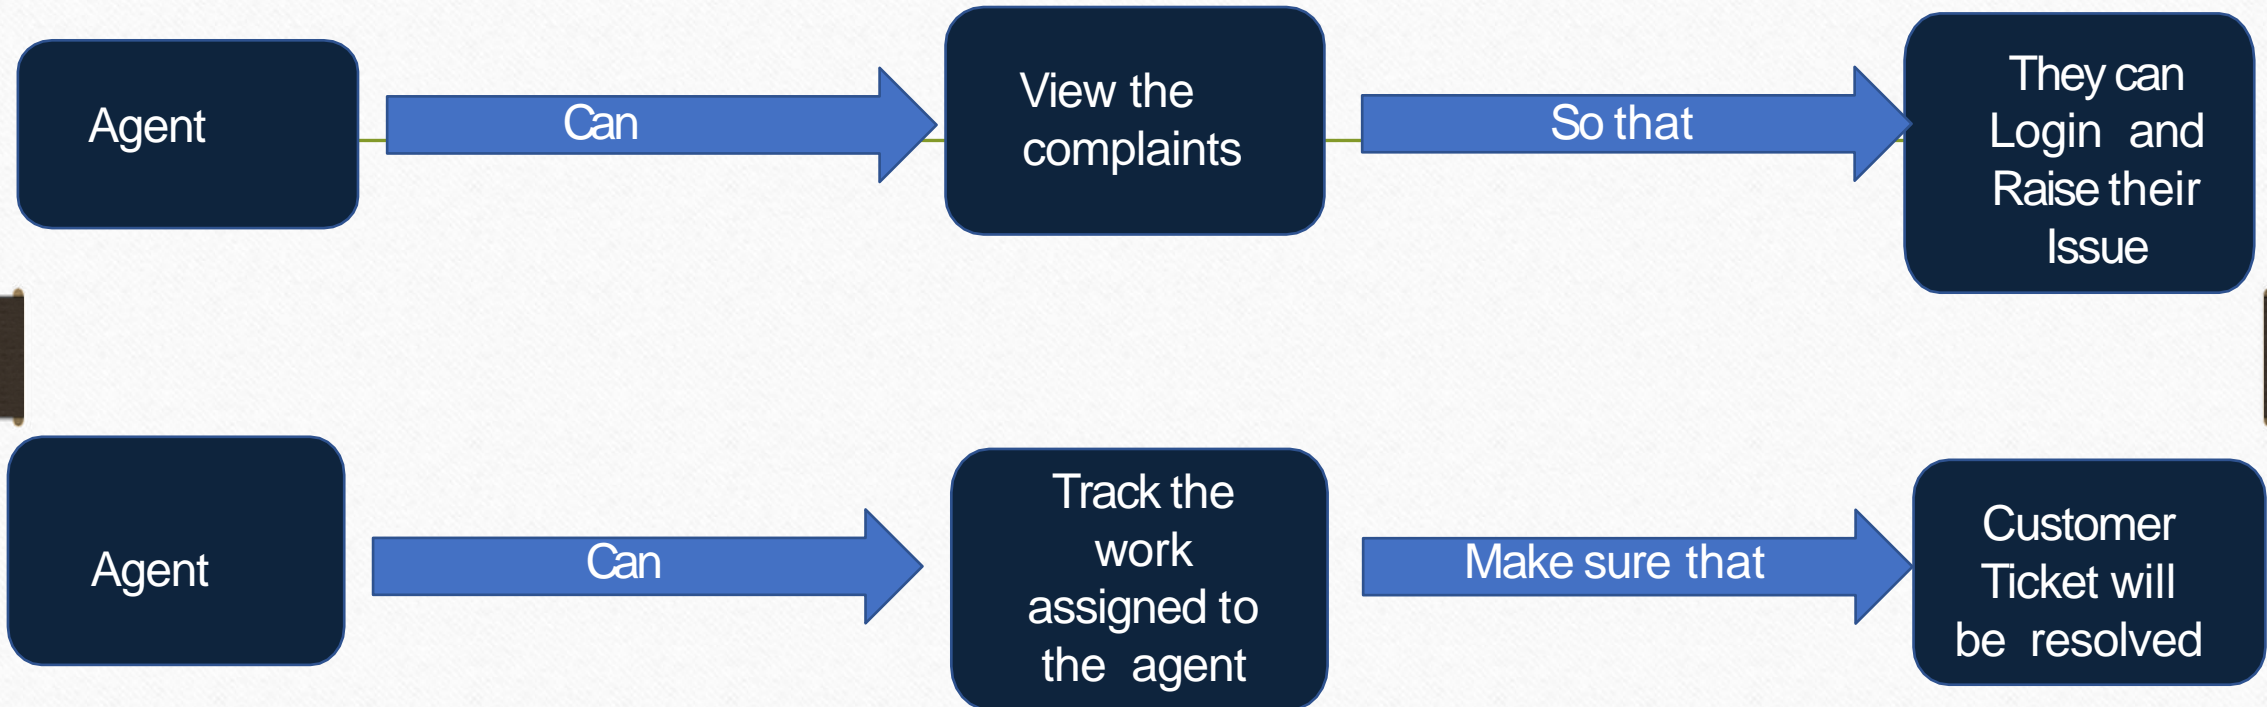 Agent
Can
View the
complaints
So that
They can
Login and
Raise their
Issue
Agent
Can
Track the
work
assigned to
the agent
Make sure that
Customer
Ticket will
be resolved